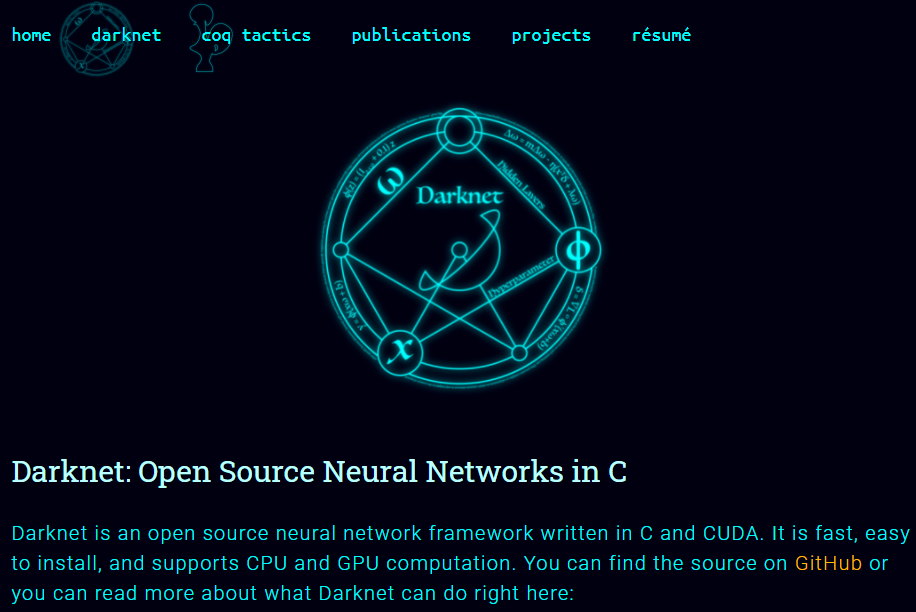 home darknet coq tactics publications projects résumé
Darknet
ω
Hidden Layers
ϕ
Hyperparameter
x
Darknet: Open Source Neural Networks in C
Darknet is an open source neural network framework written in C and CUDA. It is fast, easy
to install, and supports CPU and GPU computation. You can find the source on GitHub or
you can read more about what Darknet can do right here: